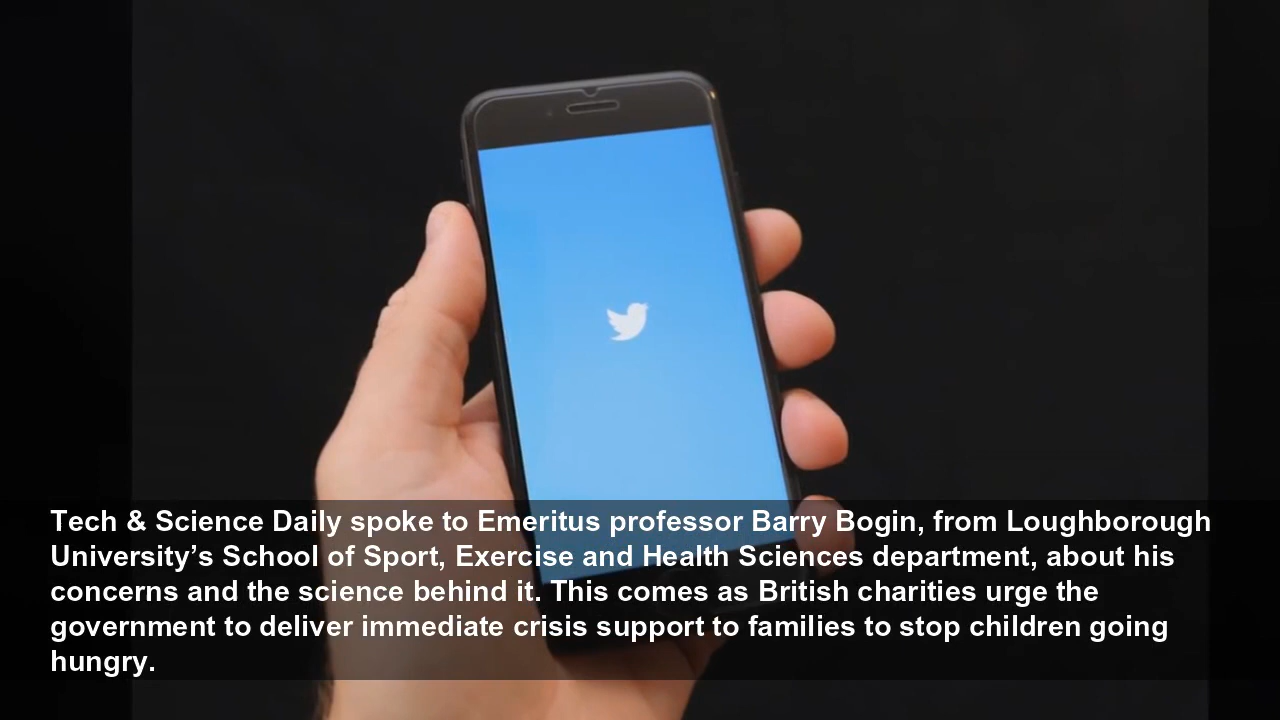 Tech & Science Daily spoke to Emeritus professor Barry Bogin, from Loughborough
University’s School of Sport, Exercise and Health Sciences department, about his
concerns and the science behind it. This comes as British charities urge the
government to deliver immediate crisis support to families to stop children going
hungry.